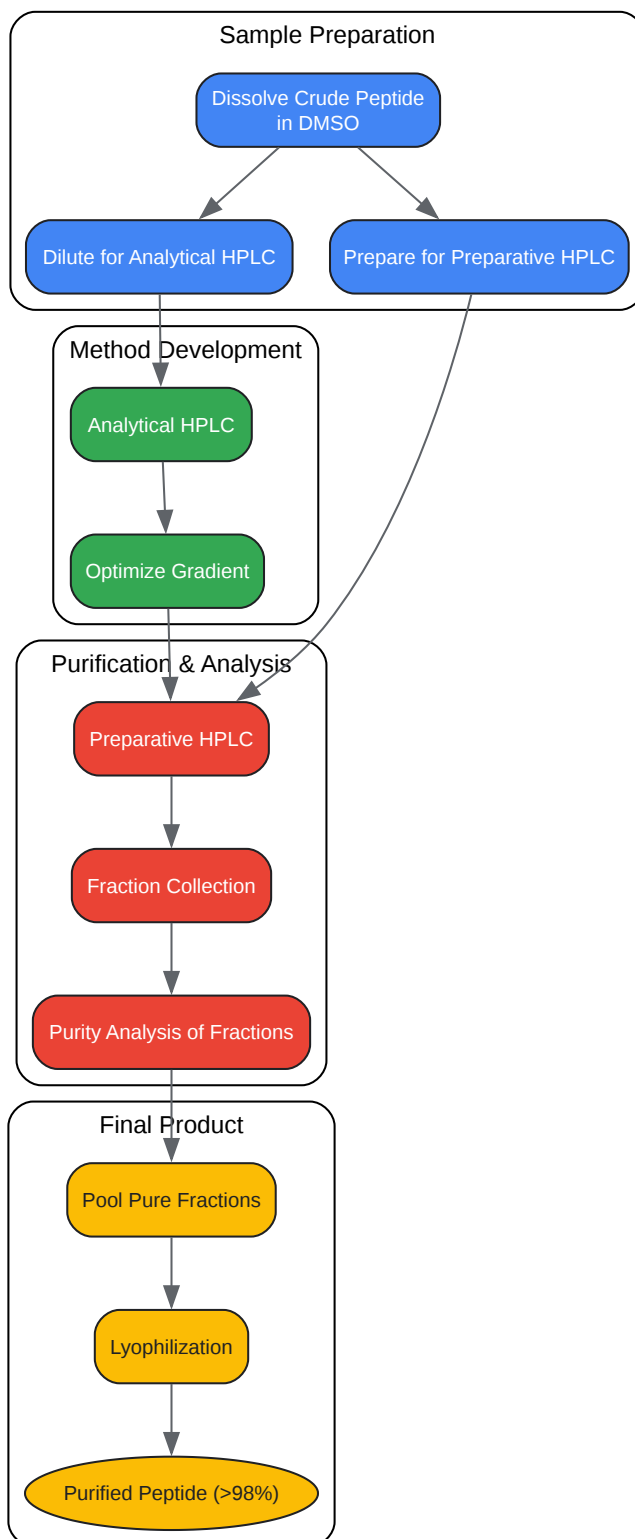 Sample Preparation
Dissolve Crude Peptide
in DMSO
Dilute for Analytical HPLC
Prepare for Preparative HPLC
Method Development
Analytical HPLC
Optimize Gradient
Purification & Analysis
Preparative HPLC
Fraction Collection
Purity Analysis of Fractions
Final Product
Pool Pure Fractions
Lyophilization
Purified Peptide (>98%)